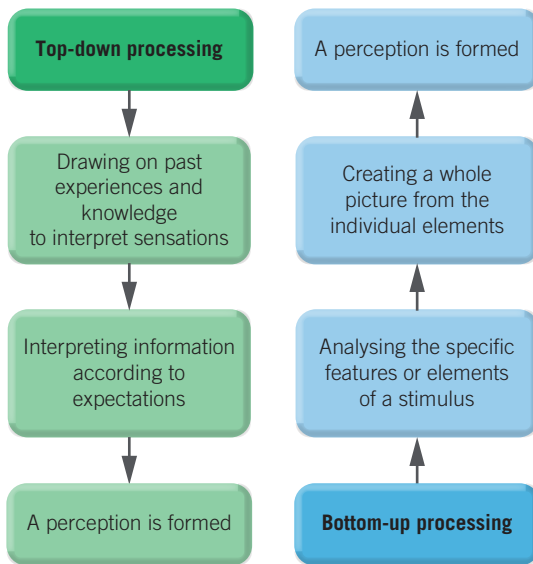 Top-down processing
Drawing on past
experiences and
knowledge
to interpret sensations
Interpreting information
according to
expectations
A perception is formed
A perception is formed
Creating a whole
picture from the
individual elements
Analysing the specific
features or elements
of a stimulus
Bottom-up processing